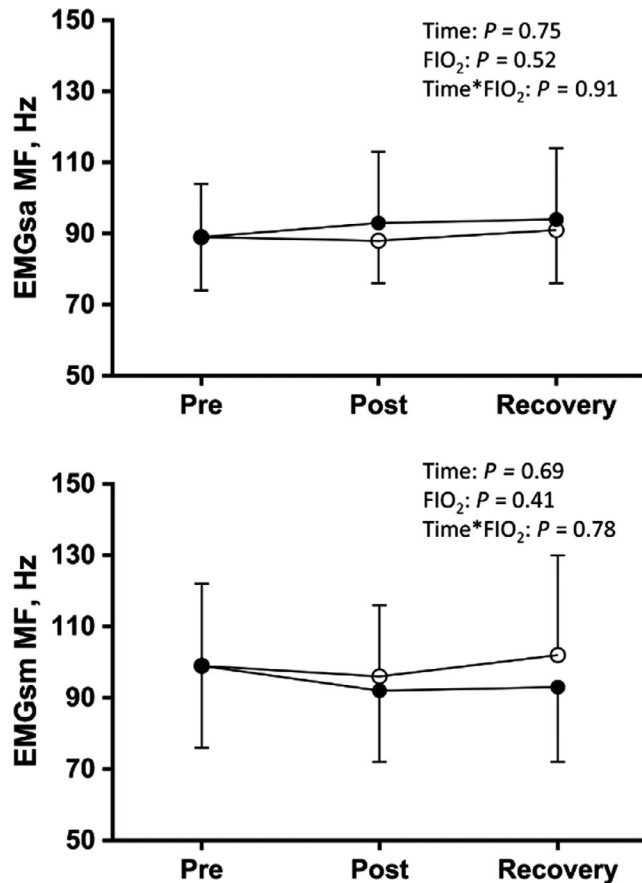 Time: P = 0.75
FIO₂: P = 0.52
Time*FIO₂: P = 0.91
EMGsa MF, Hz
150
130
110
90
70
50
Pre Post Recovery
Time: P = 0.69
FIO₂: P = 0.41
Time*FIO₂: P = 0.78
EMGsm MF, Hz
150
130
110
90
70
50
Pre Post Recovery